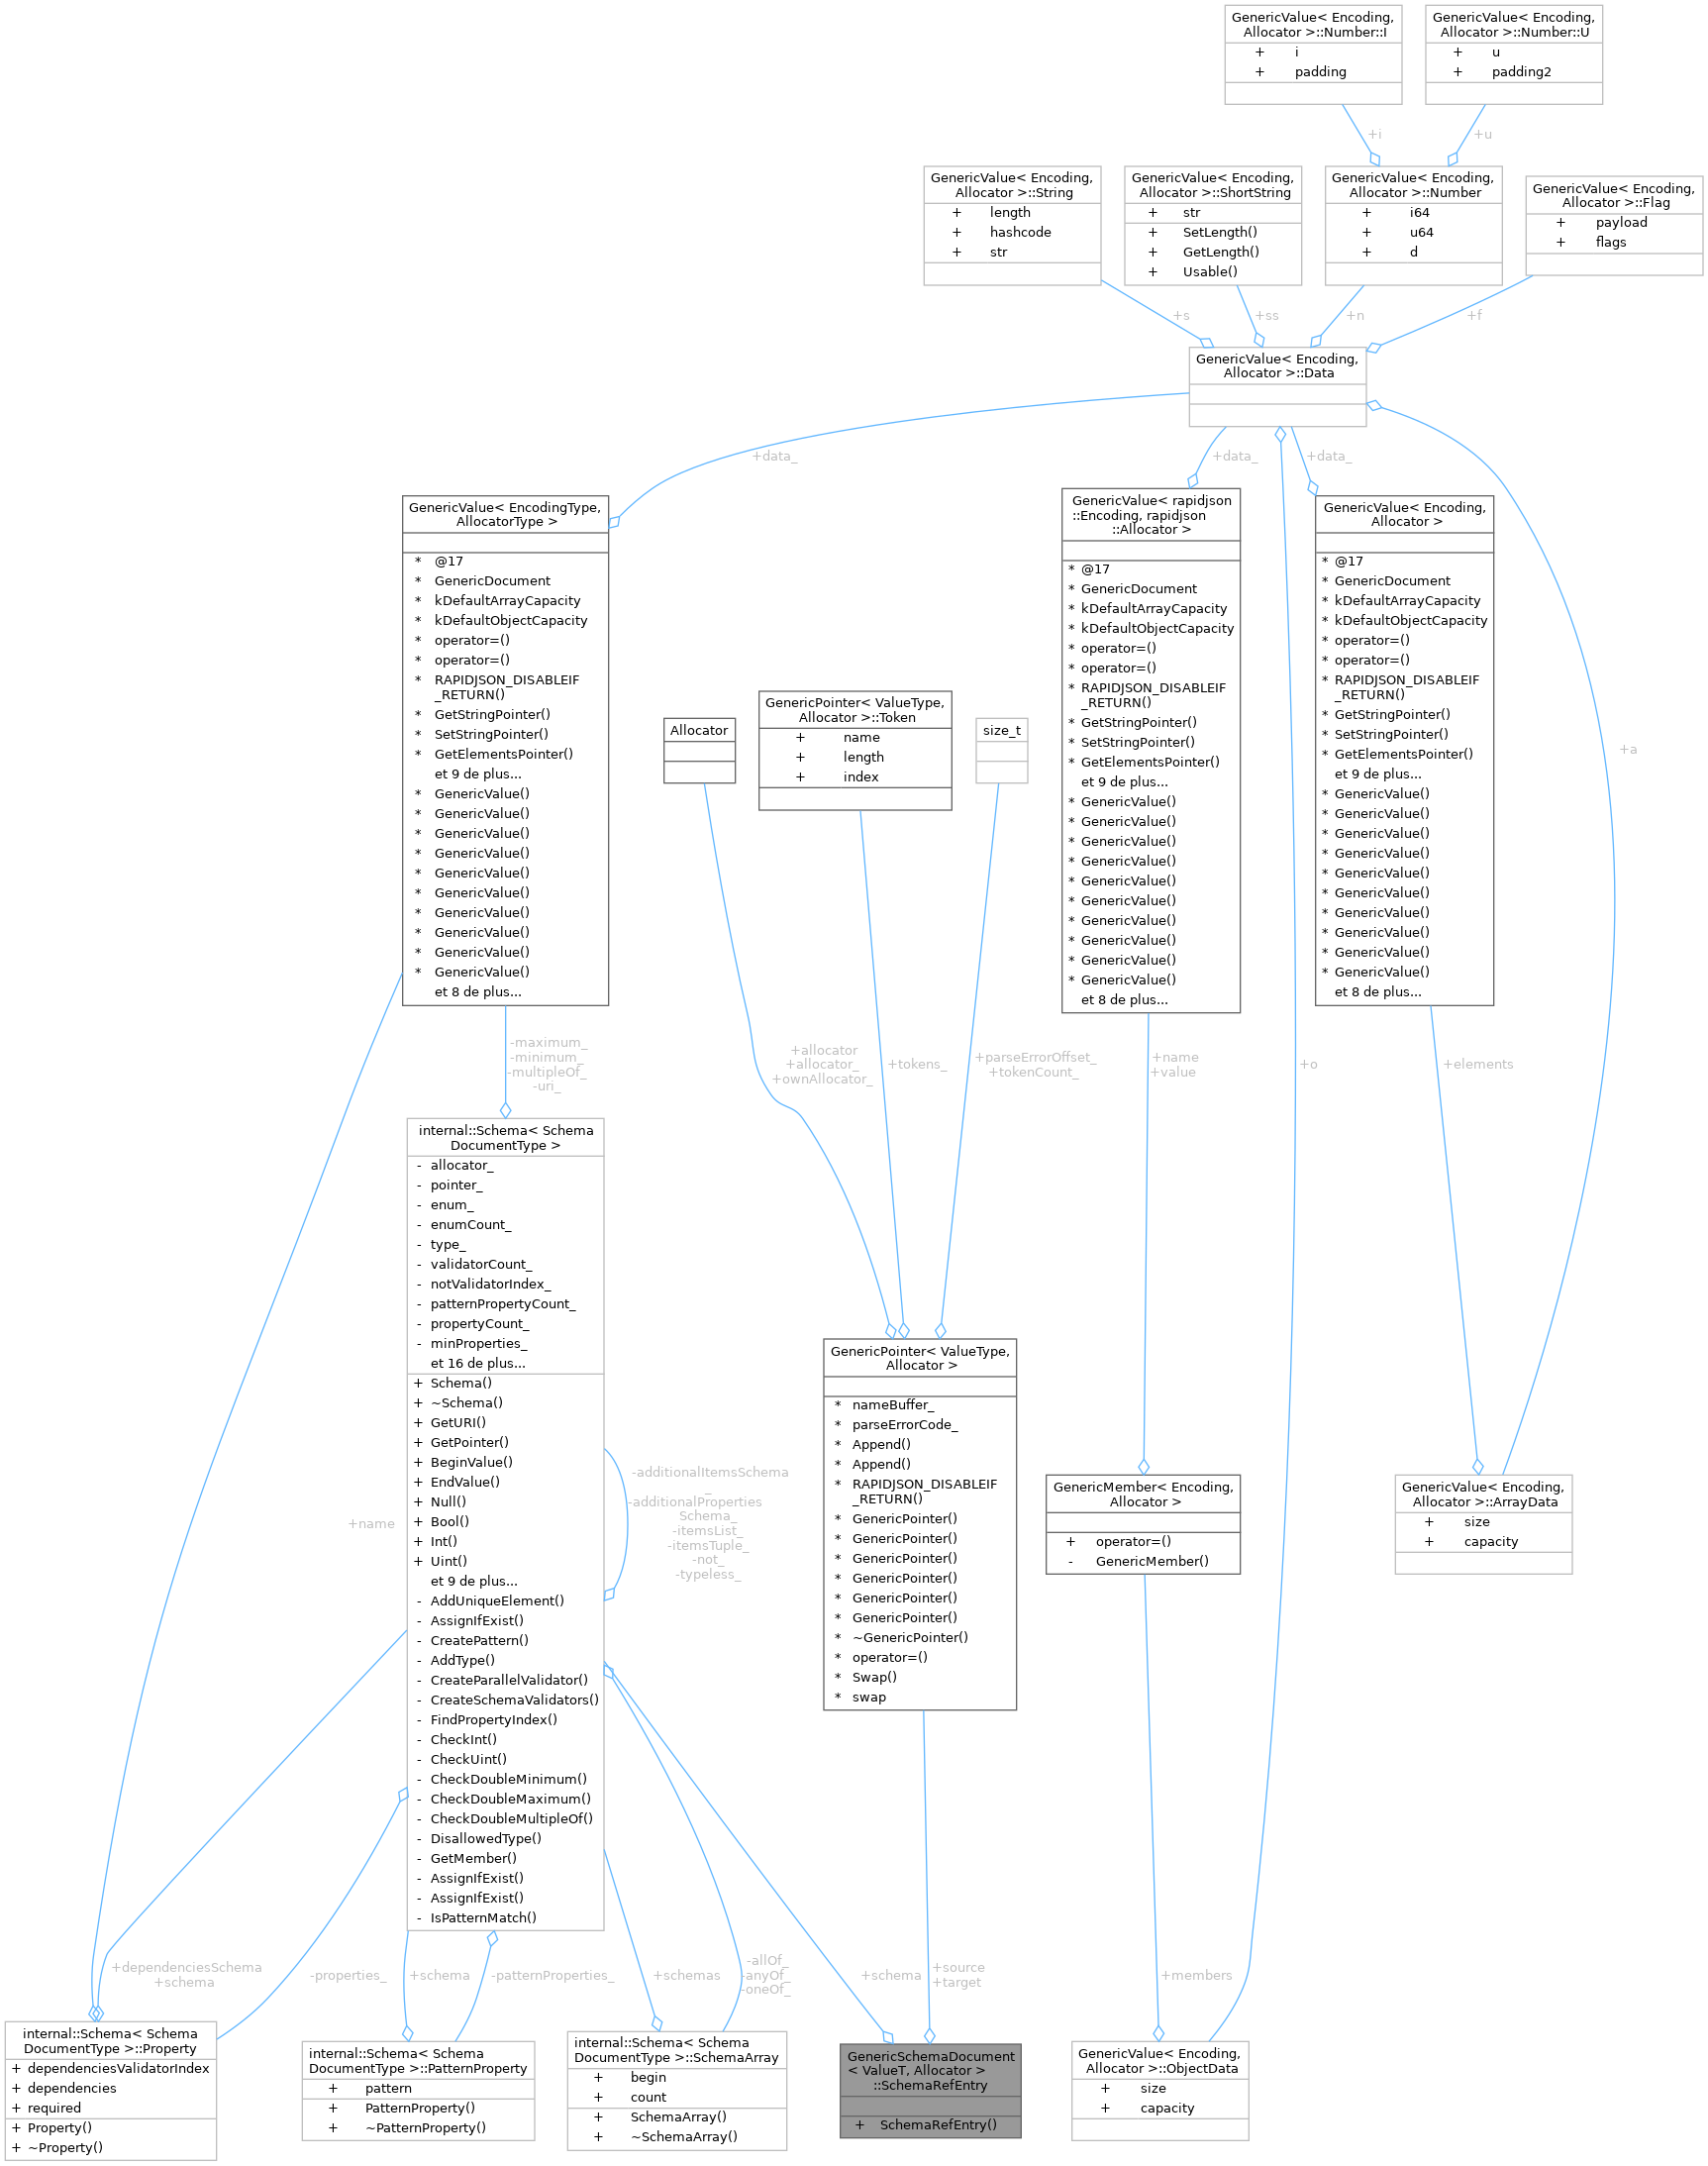 GenericValue< Encoding,
Allocator >::Number::I
+ i
+ padding
GenericValue< Encoding,
Allocator >::Number::U
+ u
+ padding2
+i
+u
GenericValue< Encoding,
Allocator >::String
+ length
+ hashcode
+ str
GenericValue< Encoding,
Allocator >::ShortString
+ str
+ SetLength()
+ GetLength()
+ Usable()
GenericValue< Encoding,
Allocator >::Number
+ i64
+ u64
+ d
GenericValue< Encoding,
Allocator >::Flag
+ payload
+ flags
+s
+ss
+n
+f
GenericValue< Encoding,
Allocator >::Data
+data_
+data_
+data_
GenericValue< EncodingType,
AllocatorType >
* @17
* GenericDocument
* kDefaultArrayCapacity
* kDefaultObjectCapacity
* operator=()
* operator=()
* RAPIDJSON_DISABLEIF
_RETURN()
* GetStringPointer()
* SetStringPointer()
* GetElementsPointer()
et 9 de plus...
* GenericValue()
* GenericValue()
* GenericValue()
* GenericValue()
* GenericValue()
* GenericValue()
* GenericValue()
* GenericValue()
* GenericValue()
* GenericValue()
et 8 de plus...
GenericValue< rapidjson
::Encoding, rapidjson
::Allocator >
* @17
* GenericDocument
* kDefaultArrayCapacity
* kDefaultObjectCapacity
* operator=()
* operator=()
* RAPIDJSON_DISABLEIF
_RETURN()
* GetStringPointer()
* SetStringPointer()
* GetElementsPointer()
et 9 de plus...
* GenericValue()
* GenericValue()
* GenericValue()
* GenericValue()
* GenericValue()
* GenericValue()
* GenericValue()
* GenericValue()
* GenericValue()
* GenericValue()
et 8 de plus...
GenericValue< Encoding,
Allocator >
* @17
* GenericDocument
* kDefaultArrayCapacity
* kDefaultObjectCapacity
* operator=()
* operator=()
* RAPIDJSON_DISABLEIF
_RETURN()
* GetStringPointer()
* SetStringPointer()
* GetElementsPointer()
et 9 de plus...
* GenericValue()
* GenericValue()
* GenericValue()
* GenericValue()
* GenericValue()
* GenericValue()
* GenericValue()
* GenericValue()
* GenericValue()
* GenericValue()
et 8 de plus...
Allocator
GenericPointer< ValueType,
Allocator >::Token
+ name
+ length
+ index
size_t
+a
-maximum_
-minimum_
-multipleOf_
-uri_
+allocator
+allocator_
+ownAllocator_
+tokens_
+parseErrorOffset_
+tokenCount_
+name
+value
+o
+elements
internal::Schema< Schema
DocumentType >
- allocator_
- pointer_
- enum_
- enumCount_
- type_
- validatorCount_
- notValidatorIndex_
- patternPropertyCount_
- propertyCount_
- minProperties_
et 16 de plus...
+ Schema()
+ ~Schema()
+ GetURI()
+ GetPointer()
+ BeginValue()
+ EndValue()
+ Null()
+ Bool()
+ Int()
+ Uint()
et 9 de plus...
- AddUniqueElement()
- AssignIfExist()
- CreatePattern()
- AddType()
- CreateParallelValidator()
- CreateSchemaValidators()
- FindPropertyIndex()
- CheckInt()
- CheckUint()
- CheckDoubleMinimum()
- CheckDoubleMaximum()
- CheckDoubleMultipleOf()
- DisallowedType()
- GetMember()
- AssignIfExist()
- AssignIfExist()
- IsPatternMatch()
-additionalItemsSchema
_
-additionalProperties
Schema_
-itemsList_
-itemsTuple_
-not_
-typeless_
+name
GenericPointer< ValueType,
Allocator >
* nameBuffer_
* parseErrorCode_
* Append()
* Append()
* RAPIDJSON_DISABLEIF
_RETURN()
* GenericPointer()
* GenericPointer()
* GenericPointer()
* GenericPointer()
* GenericPointer()
* GenericPointer()
* ~GenericPointer()
* operator=()
* Swap()
* swap
GenericMember< Encoding,
Allocator >
+ operator=()
- GenericMember()
GenericValue< Encoding,
Allocator >::ArrayData
+ size
+ capacity
+dependenciesSchema
+schema
-properties_
+schema
-patternProperties_
+schemas
-allOf_
-anyOf_
-oneOf_
+schema
+source
+target
+members
internal::Schema< Schema
DocumentType >::Property
+ dependenciesValidatorIndex
+ dependencies
+ required
+ Property()
+ ~Property()
internal::Schema< Schema
DocumentType >::PatternProperty
+ pattern
+ PatternProperty()
+ ~PatternProperty()
internal::Schema< Schema
DocumentType >::SchemaArray
+ begin
+ count
+ SchemaArray()
+ ~SchemaArray()
GenericSchemaDocument
< ValueT, Allocator >
::SchemaRefEntry
+ SchemaRefEntry()
GenericValue< Encoding,
Allocator >::ObjectData
+ size
+ capacity